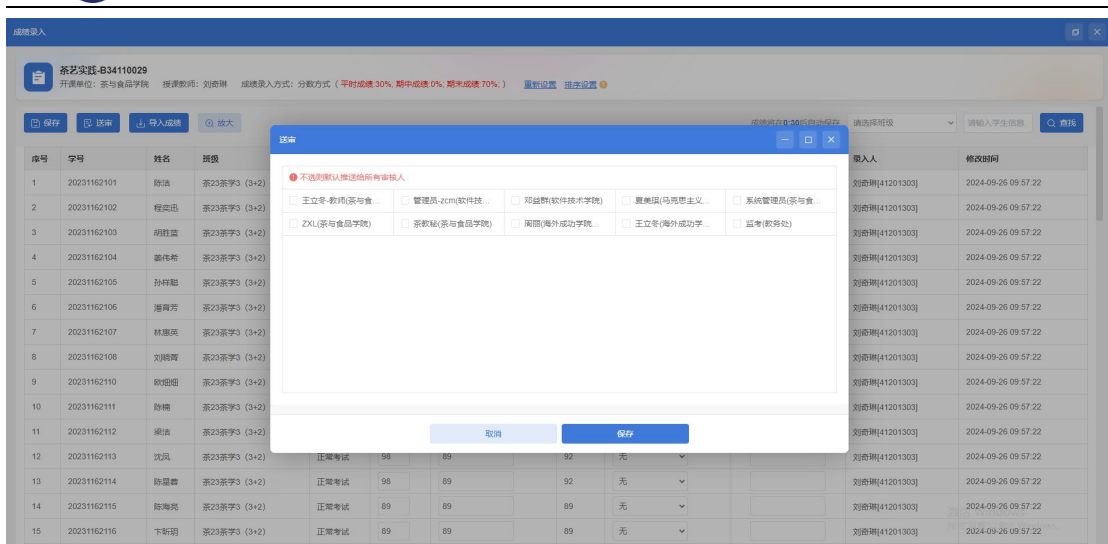 成绩录入
茶艺实践-B34110029
开课单位：茶与食品学院 授课教师：刘奇琳 成绩录入方式：分数方式 ( 平时成绩:30%; 期中成绩:0%; 期末成绩:70%; ) 重新设置 排序设置
保存 送审 导入成绩 放大 成绩将在0:30后自动保存 请选择班级 请输入学生信息 查找
送审
序号 学号 姓名 班级 录入人 修改时间
不选则默认推送给所有审核人
1 20231162101 陈洁 茶23茶学3 (3+2) 刘奇琳[41201303] 2024-09-26 09:57:22
王立冬-教师(茶与食... 管理员-zcm(软件技... 邓益群(软件技术学院) 夏美琪(马克思主义... 系统管理员(茶与食...
2 20231162102 程奕迅 茶23茶学3 (3+2) 刘奇琳[41201303] 2024-09-26 09:57:22
ZXL(茶与食品学院) 茶教秘(茶与食品学院) 周丽(海外成功学院... 王立冬(海外成功学... 监考(教务处)
3 20231162103 胡胜蓝 茶23茶学3 (3+2) 刘奇琳[41201303] 2024-09-26 09:57:22
4 20231162104 姜伟希 茶23茶学3 (3+2) 刘奇琳[41201303] 2024-09-26 09:57:22
5 20231162105 孙祥聪 茶23茶学3 (3+2) 刘奇琳[41201303] 2024-09-26 09:57:22
6 20231162106 潘育芳 茶23茶学3 (3+2) 刘奇琳[41201303] 2024-09-26 09:57:22
7 20231162107 林惠英 茶23茶学3 (3+2) 刘奇琳[41201303] 2024-09-26 09:57:22
8 20231162108 刘晓菁 茶23茶学3 (3+2) 刘奇琳[41201303] 2024-09-26 09:57:22
9 20231162110 欧烟烟 茶23茶学3 (3+2) 刘奇琳[41201303] 2024-09-26 09:57:22
10 20231162111 陈楠 茶23茶学3 (3+2) 刘奇琳[41201303] 2024-09-26 09:57:22
11 20231162112 梁洁 茶23茶学3 (3+2) 刘奇琳[41201303] 2024-09-26 09:57:22
取消 保存
12 20231162113 沈凤 茶23茶学3 (3+2) 正常考试 98 89 92 无 刘奇琳[41201303] 2024-09-26 09:57:22
13 20231162114 陈星蓉 茶23茶学3 (3+2) 正常考试 98 89 92 无 刘奇琳[41201303] 2024-09-26 09:57:22
14 20231162115 陈海亮 茶23茶学3 (3+2) 正常考试 89 89 89 无 刘奇琳[41201303] 2024-09-26 09:57:22
15 20231162116 卞新玥 茶23茶学3 (3+2) 正常考试 89 89 89 无 刘奇琳[41201303] 2024-09-26 09:57:22